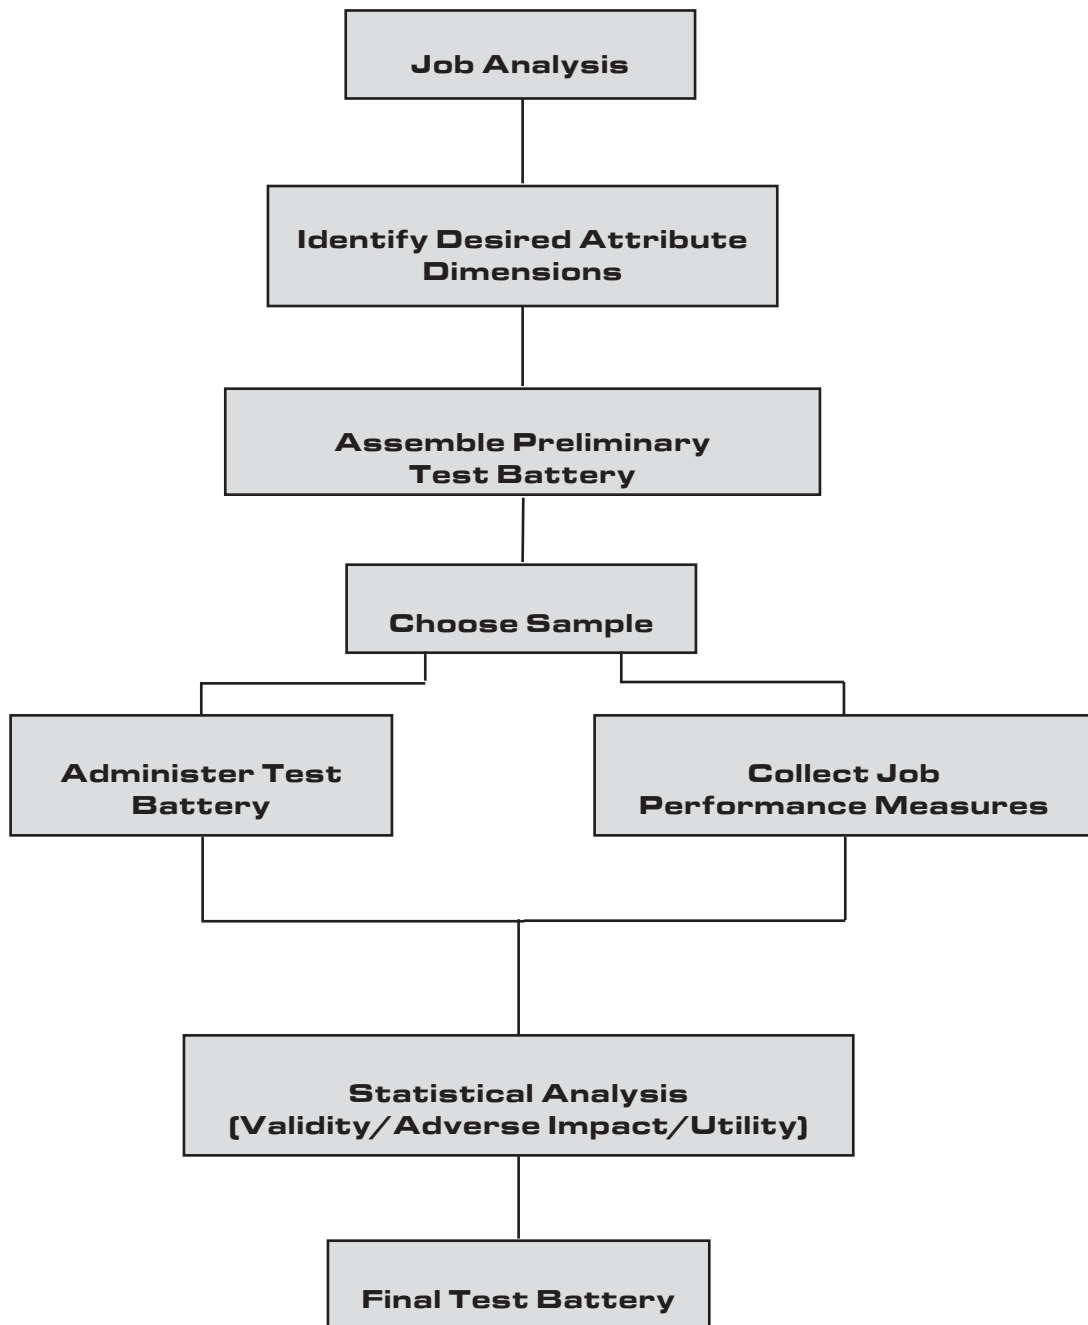 Job Analysis
Identify Desired Attribute
Dimensions
Assemble Preliminary
Test Battery
Choose Sample
Administer Test
Battery
Collect Job
Performance Measures
Statistical Analysis
(Validity/Adverse Impact/Utility)
Final Test Battery